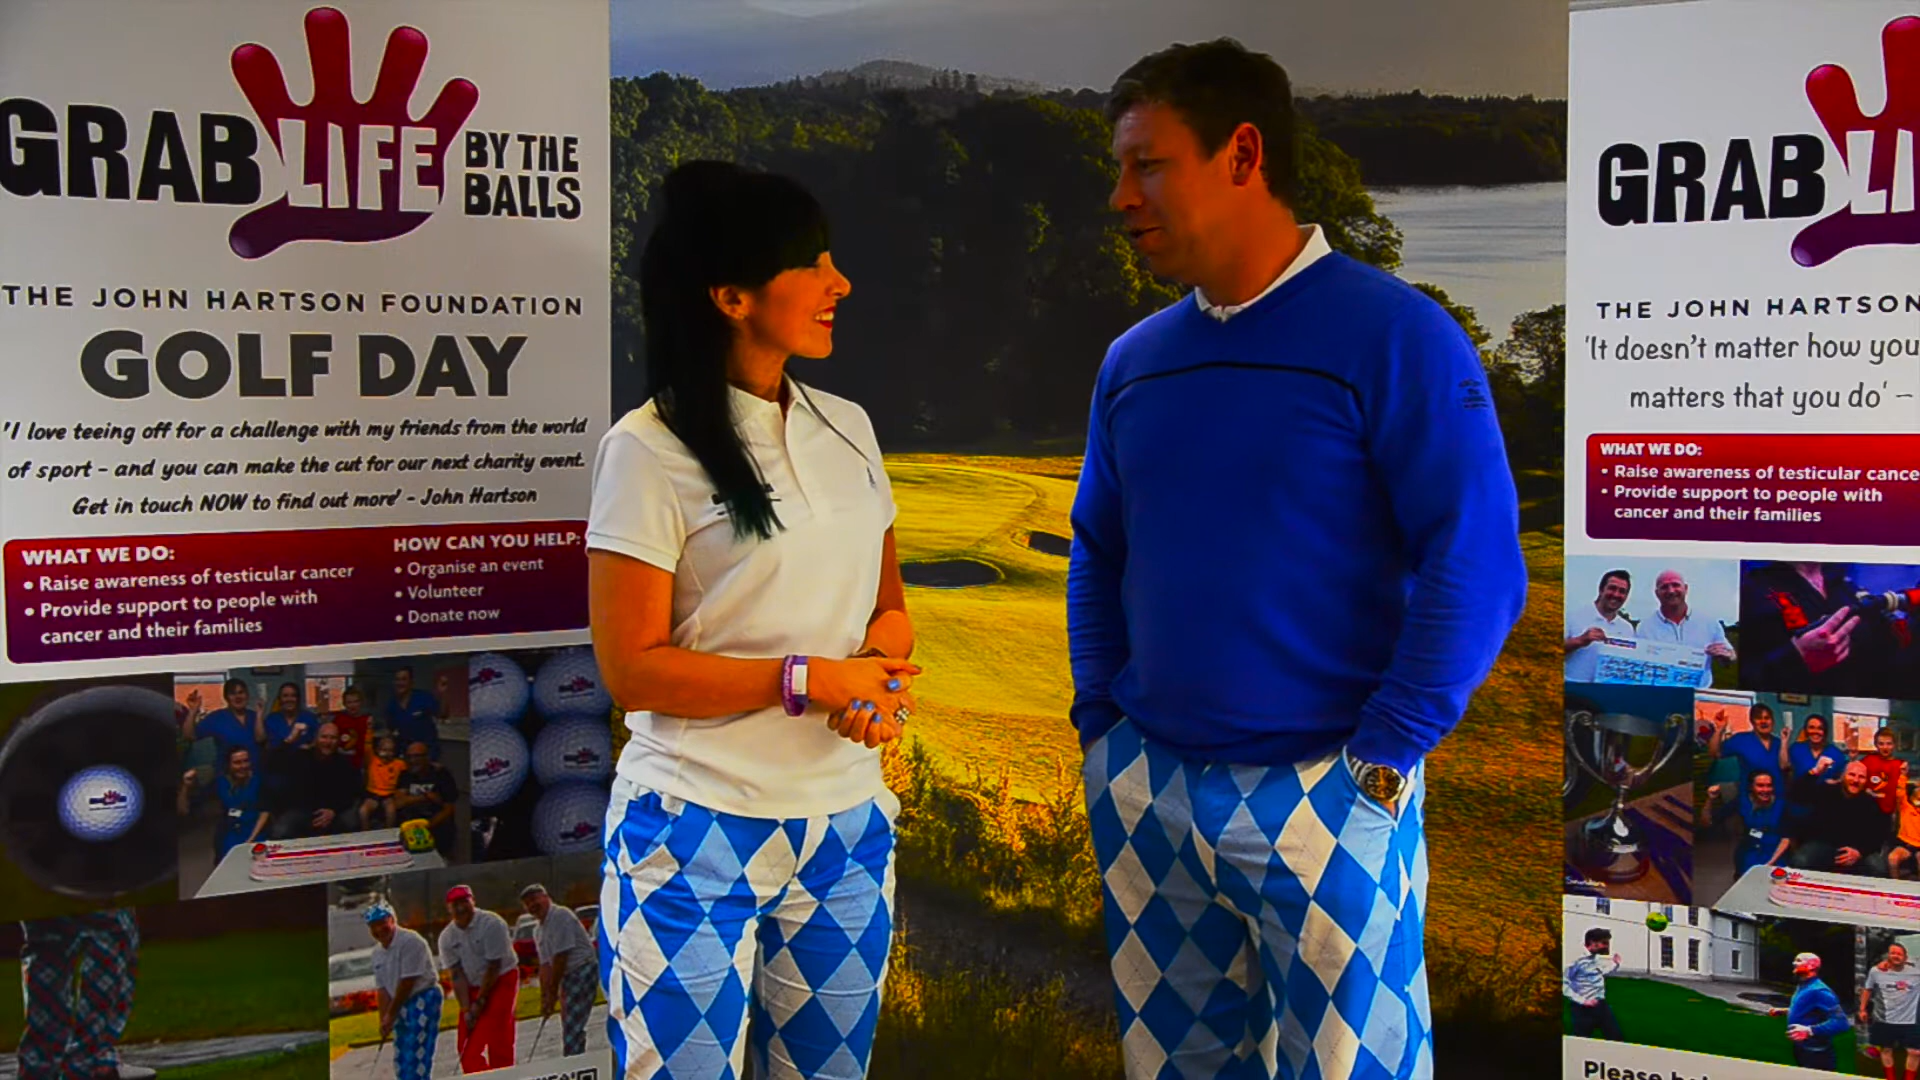 GRAB LIFE BY THE BALLS
THE JOHN HARTSON FOUNDATION
GOLF DAY
'I love teeing off for a challenge with my friends from the world
of sport - and you can make the cut for our next charity event.
Get in touch NOW to find out more' - John Hartson
WHAT WE DO:
• Raise awareness of testicular cancer
• Provide support to people with
cancer and their families
HOW CAN YOU HELP:
• Organise an event
• Volunteer
• Donate now
GRAB LI
THE JOHN HARTSON
'It doesn't matter how you
matters that you do' –
WHAT WE DO:
• Raise awareness of testicular cance
• Provide support to people with
cancer and their families
Please